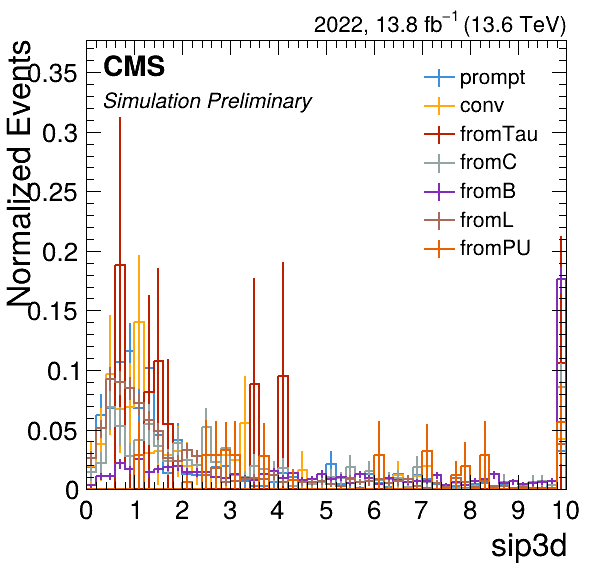 2022, 13.8 fb⁻¹ (13.6 TeV)
CMS
Simulation Preliminary
prompt
conv
fromTau
fromC
fromB
fromL
fromPU
Normalized Events
0.35
0.3
0.25
0.2
0.15
0.1
0.05
0
0 1 2 3 4 5 6 7 8 9 10
sip3d